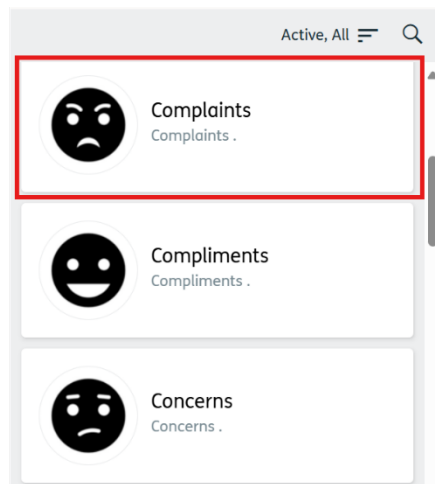 Active, All
Complaints
Complaints .
Compliments
Compliments .
Concerns
Concerns .